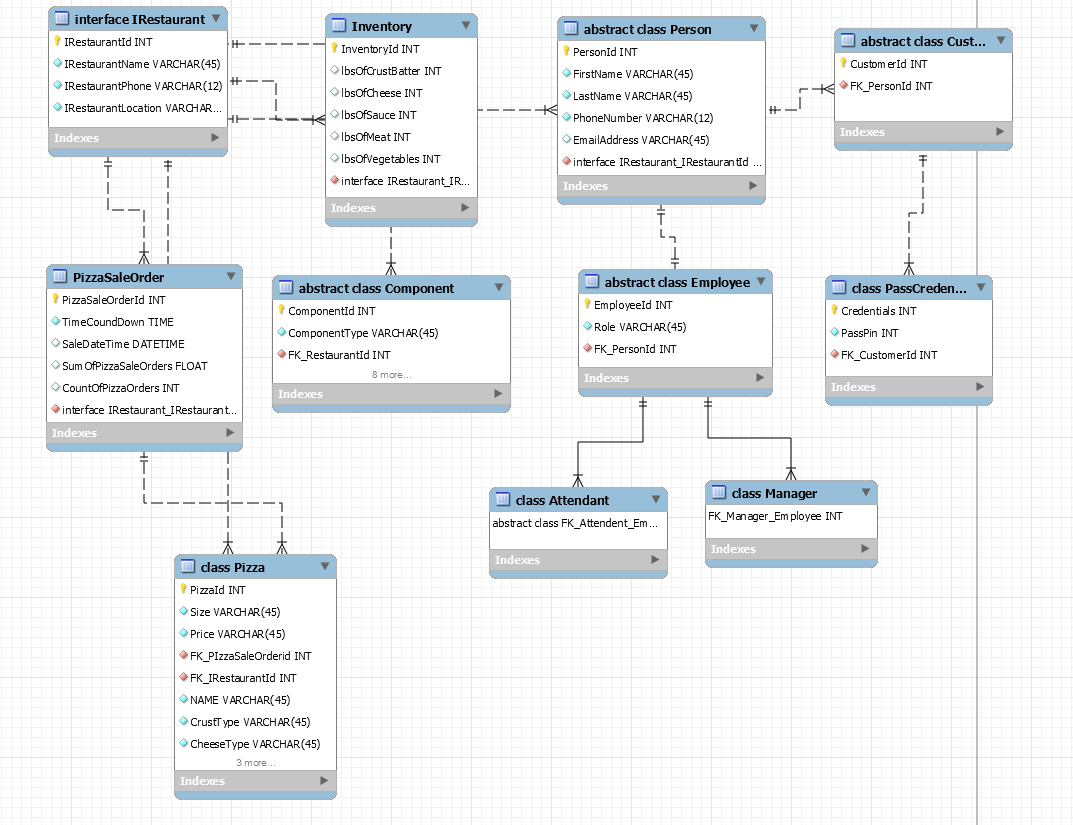 interface IRestaurant
IRestaurantId INT
IRestaurantName VARCHAR(45)
IRestaurantPhone VARCHAR(12)
IRestaurantLocation VARCHAR...
Indexes
Inventory
InventoryId INT
lbsOfCrustBatter INT
lbsOfCheese INT
lbsOfSauce INT
lbsOfMeat INT
lbsOfVegetables INT
interface IRestaurant_IR...
Indexes
abstract class Person
PersonId INT
FirstName VARCHAR(45)
LastName VARCHAR(45)
PhoneNumber VARCHAR(12)
EmailAddress VARCHAR(45)
interface IRestaurant_IRestaurantId ...
Indexes
abstract class Cust...
CustomerId INT
FK_PersonId INT
Indexes
PizzaSaleOrder
PizzaSaleOrderId INT
TimeCoundDown TIME
SaleDateTime DATETIME
SumOfPizzaSaleOrders FLOAT
CountOfPizzaOrders INT
interface IRestaurant_IRestaurant...
Indexes
abstract class Component
ComponentId INT
ComponentType VARCHAR(45)
FK_RestaurantId INT
8 more...
Indexes
abstract class Employee
EmployeeId INT
Role VARCHAR(45)
FK_PersonId INT
Indexes
class PassCreden...
Credentials INT
PassPin INT
FK_CustomerId INT
Indexes
class Attendant
abstract class FK_Attendent_Em...
Indexes
class Manager
FK_Manager_Employee INT
Indexes
class Pizza
PizzaId INT
Size VARCHAR(45)
Price VARCHAR(45)
FK_PIzzaSaleOrderid INT
FK_IRestaurantId INT
NAME VARCHAR(45)
CrustType VARCHAR(45)
CheeseType VARCHAR(45)
3 more...
Indexes